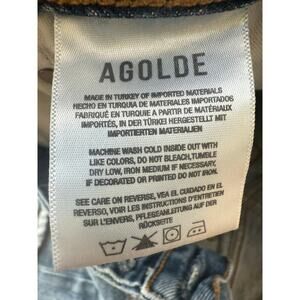 AGOLDE
MADE IN TURKEY OF IMPORTED MATERIALS
HECHO EN TURQUIA DE MATERIALES IMPORTADOS
FABRIQUÉ EN TURQUIE À PARTIR DE MATÉRIAUX
IMPORTÉS, IN DER TÜRKEI HERGESTELLT MIT
IMPORTIERTEN MATERIALIEN
MACHINE WASH COLD INSIDE OUT WITH
LIKE COLORS, DO NOT BLEACH,TUMBLE
DRY LOW, IRON MEDIUM IF NECESSARY,
IF DECORATED OR PRINTED DO NOT IRON.
SEE CARE ON REVERSE, VEA EL CUIDADO EN EL
REVERSO, VOIR LES INSTRUCTIONS D'ENTRETIEN
SUR L'ENVERS, PFLEGEANLEITUNG AUF DER
RÜCKSEITE